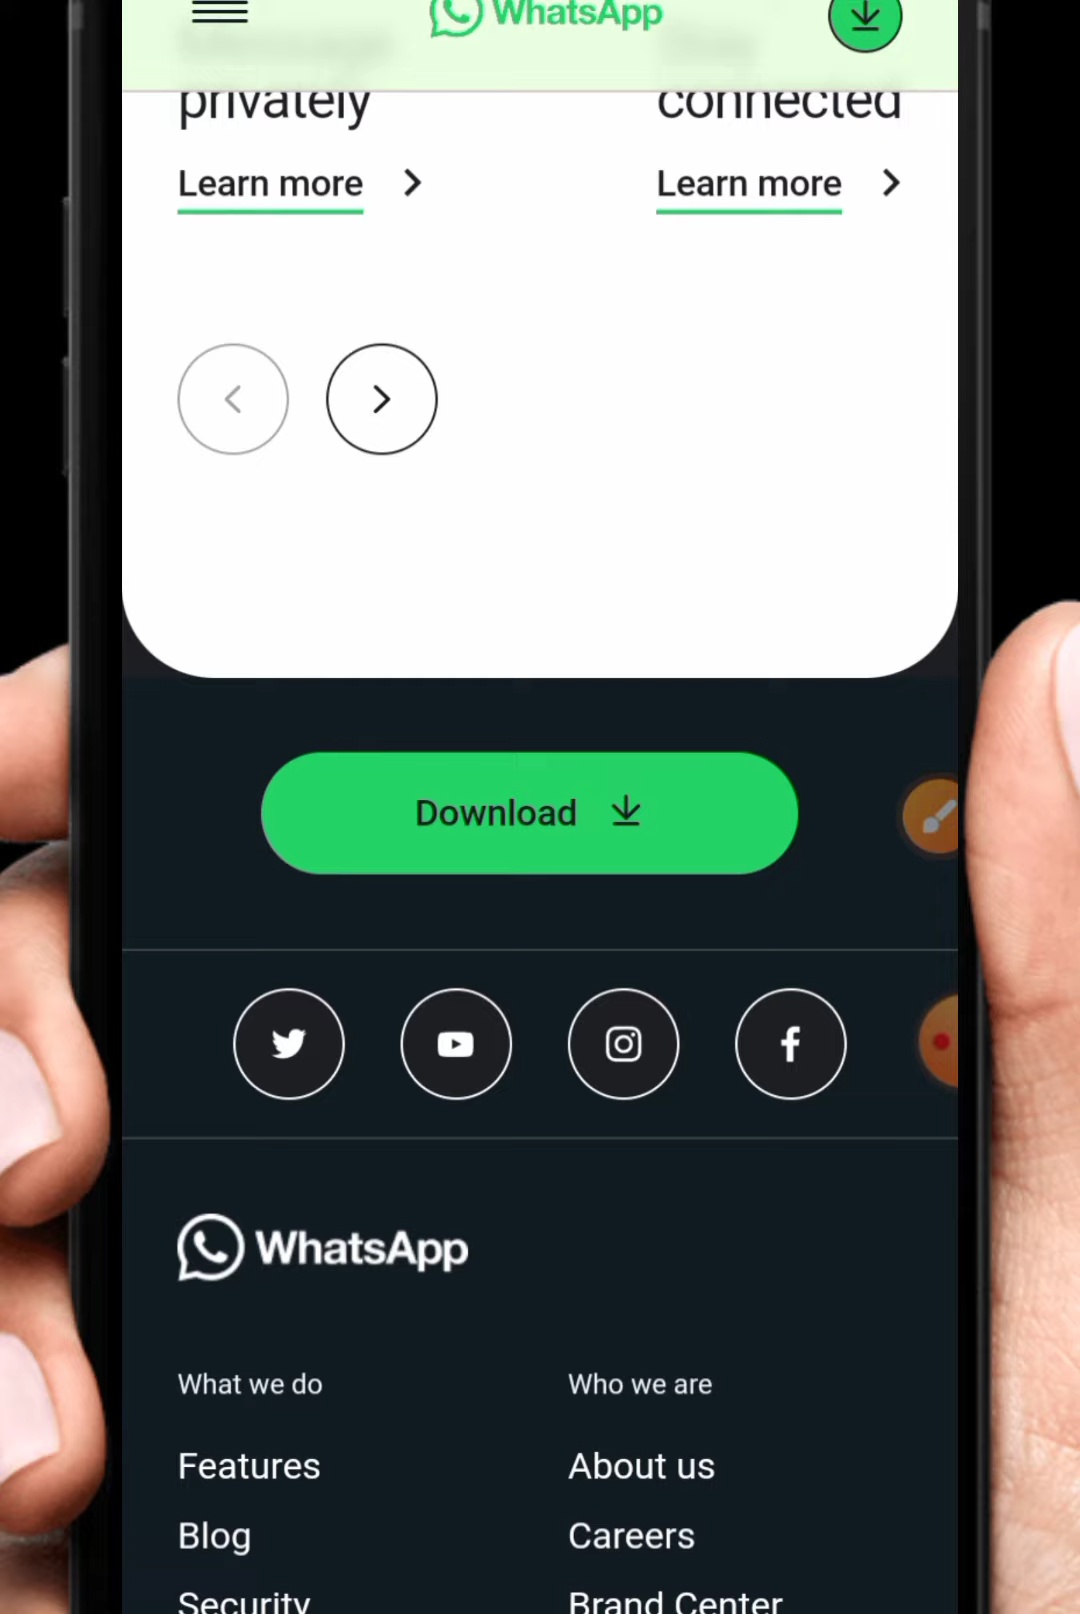 WhatsApp
privately
connected
Learn more
Learn more
Download
WhatsApp
What we do
Who we are
Features
About us
Blog
Careers
Security
Brand Center